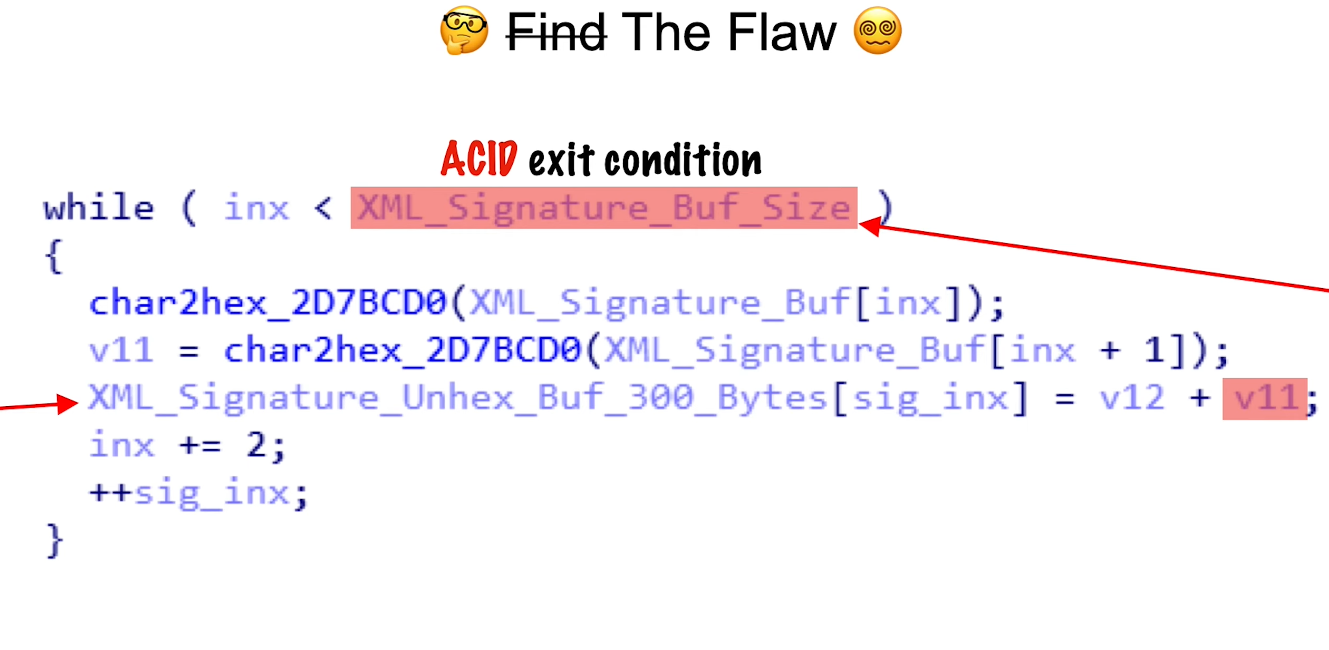 🤓 Find The Flaw 😵‍💫
ACID exit condition
while ( inx < XML_Signature_Buf_Size )
{
char2hex_2D7BCD0(XML_Signature_Buf[inx]);
v11 = char2hex_2D7BCD0(XML_Signature_Buf[inx + 1]);
XML_Signature_Unhex_Buf_300_Bytes[sig_inx] = v12 + v11;
inx += 2;
++sig_inx;
}